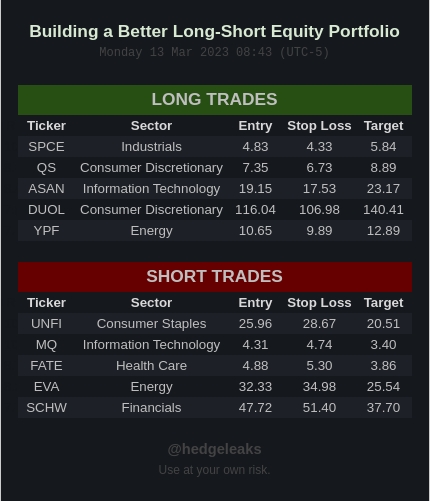 Building a Better Long-Short Equity Portfolio
Monday 13 Mar 2023 08:43 (UTC-5)
LONG TRADES
Ticker Sector Entry Stop Loss Target
SPCE Industrials 4.83 4.33 5.84
QS Consumer Discretionary 7.35 6.73 8.89
ASAN Information Technology 19.15 17.53 23.17
DUOL Consumer Discretionary 116.04 106.98 140.41
YPF Energy 10.65 9.89 12.89
SHORT TRADES
Ticker Sector Entry Stop Loss Target
UNFI Consumer Staples 25.96 28.67 20.51
MQ Information Technology 4.31 4.74 3.40
FATE Health Care 4.88 5.30 3.86
EVA Energy 32.33 34.98 25.54
SCHW Financials 47.72 51.40 37.70
@hedgeleaks
Use at your own risk.